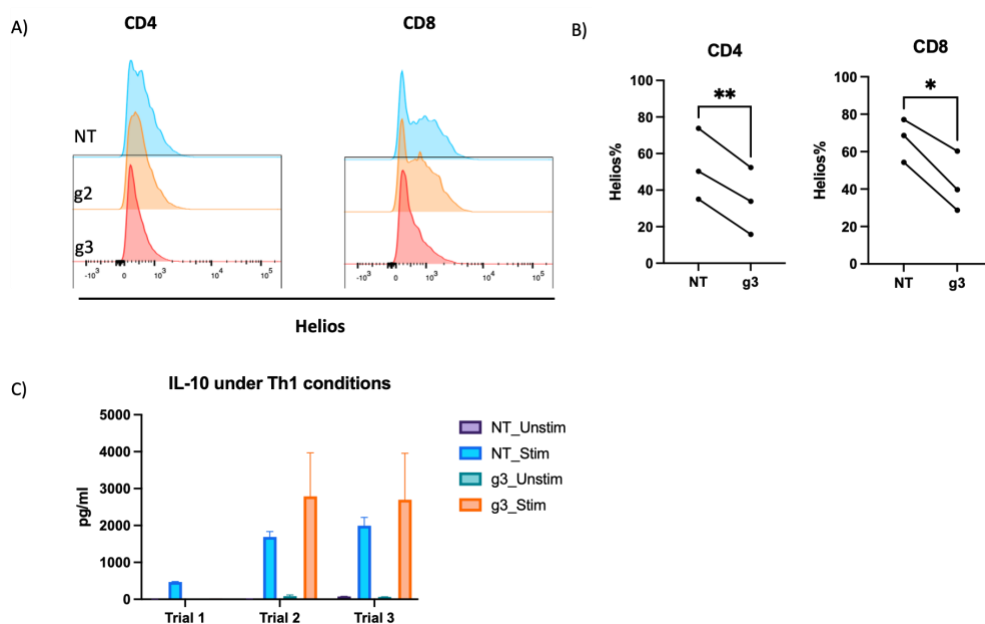 A)
CD4
CD8
NT
g2
g3
-10³ 0 10³ 10⁴ 10⁵
-10³ 0 10³ 10⁴ 10⁵
Helios
B)
CD4
**
Helios%
100
80
60
40
20
0
NT g3
CD8
*
Helios%
100
80
60
40
20
0
NT g3
C)
IL-10 under Th1 conditions
pg/ml
5000
4000
3000
2000
1000
0
Trial 1 Trial 2 Trial 3
NT_Unstim
NT_Stim
g3_Unstim
g3_Stim